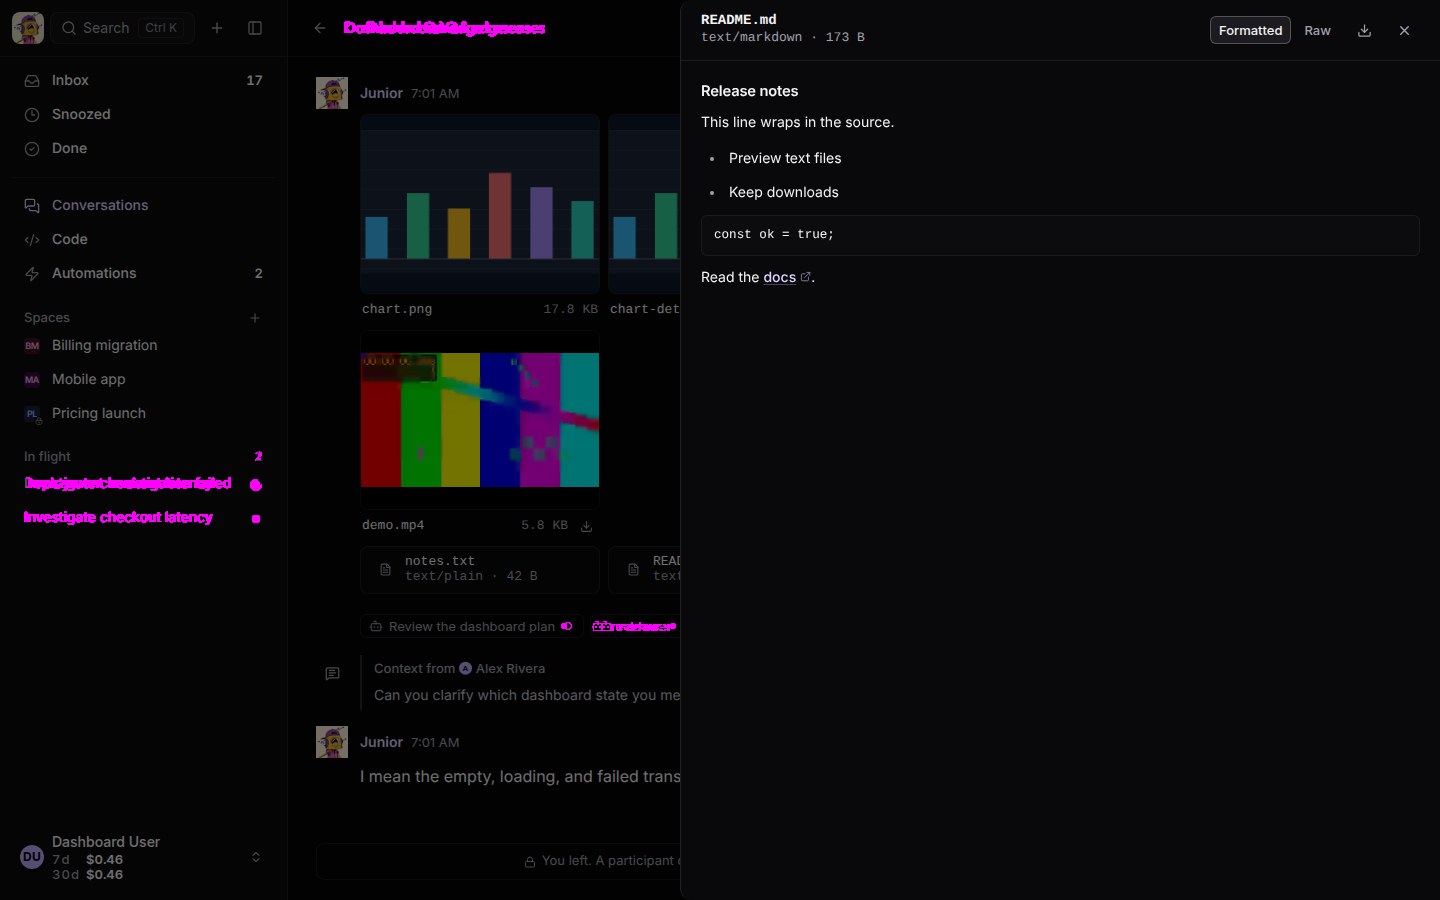 Search
Ctrl K
Inbox
17
Snoozed
Done
Conversations
Code
Automations
2
Spaces
BM
Billing migration
MA
Mobile app
PL
Pricing launch
In flight
Investigate checkout latency
DU
Dashboard User
7d $0.46
30d $0.46
Junior 7:01 AM
chart.png
17.8 KB
chart-det
demo.mp4
5.8 KB
notes.txt
text/plain · 42 B
READ
text
Review the dashboard plan
Context from A Alex Rivera
Can you clarify which dashboard state you me
Junior 7:01 AM
I mean the empty, loading, and failed trans
You left. A participant
README.md
text/markdown · 173 B
Formatted
Raw
Release notes
This line wraps in the source.
• Preview text files
• Keep downloads
const ok = true;
Read the docs.